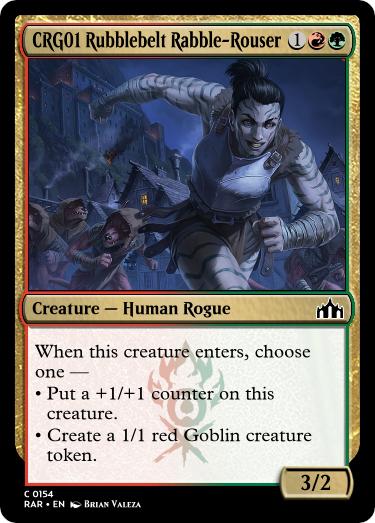 CRG01 Rubblebelt Rabble-Rouser 1
Creature — Human Rogue
When this creature enters, choose
one —
• Put a +1/+1 counter on this
creature.
• Create a 1/1 red Goblin creature
token.
3/2
C 0154
RAR • EN Brian Valeza